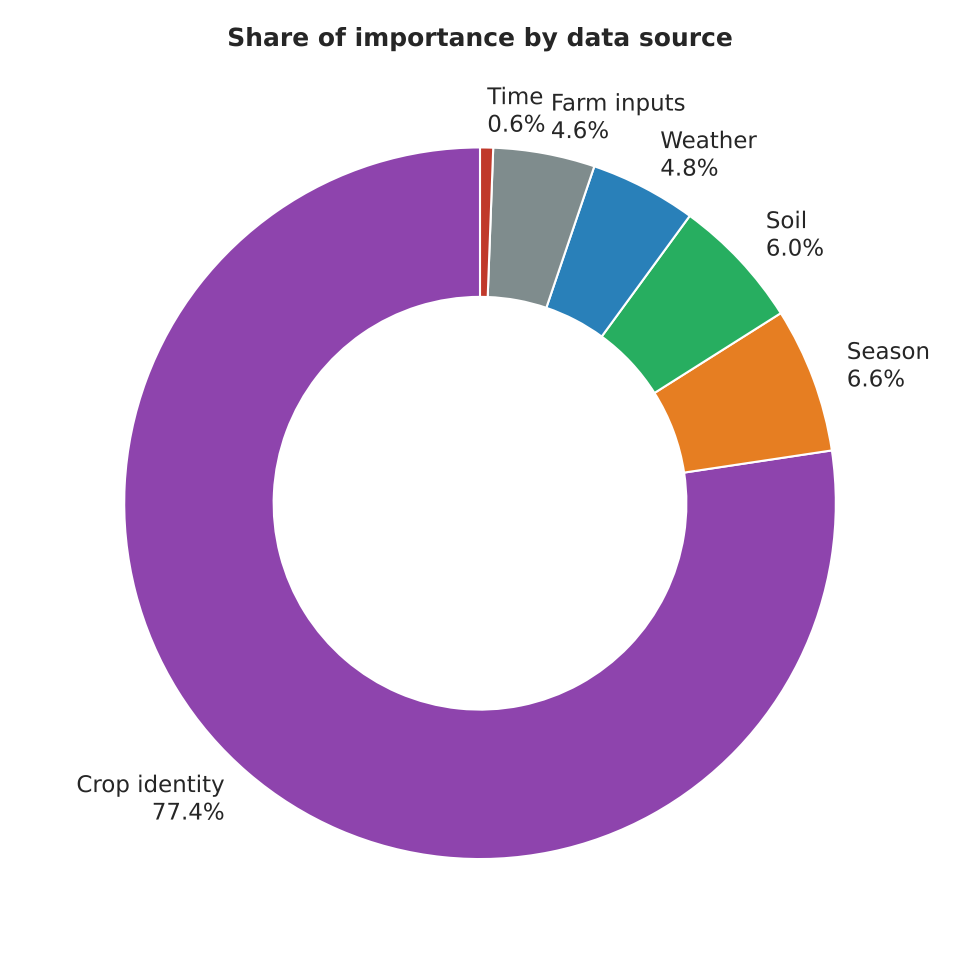 Share of importance by data source
Time
0.6%
Farm inputs
4.6%
Weather
4.8%
Soil
6.0%
Season
6.6%
Crop identity
77.4%